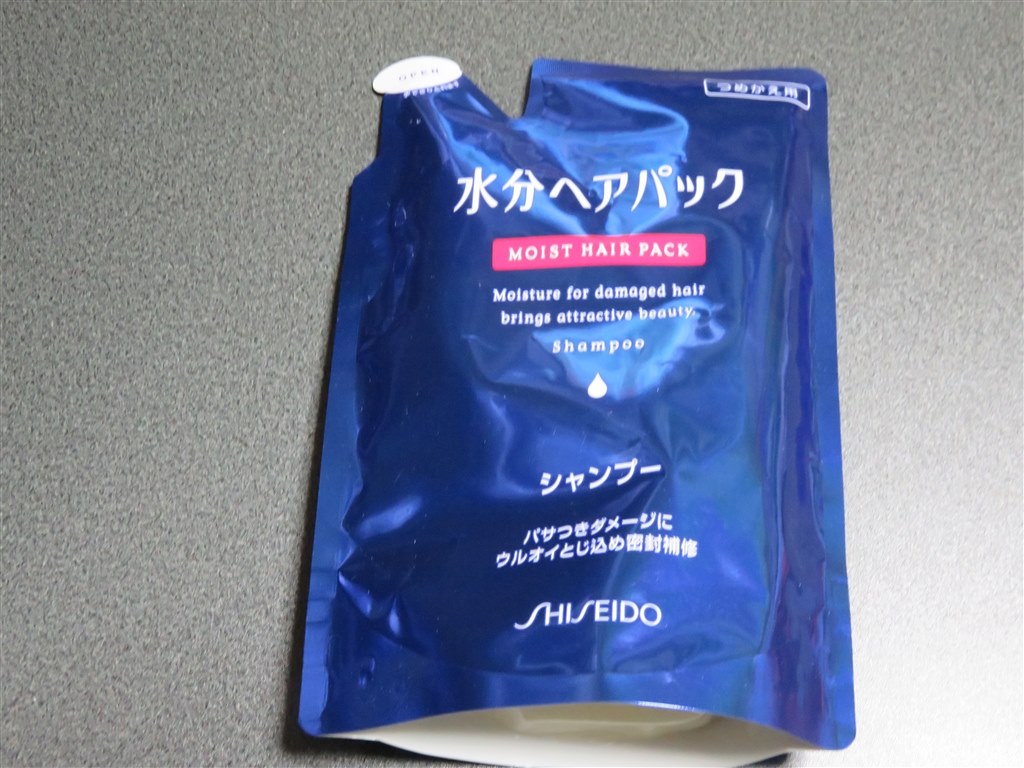 OPEN
つめかえ用
水分ヘアパック
MOIST HAIR PACK
Moisture for damaged hair
brings attractive beauty.
Shampoo
シャンプー
パサつきダメージに
ウルオイとじ込め密封補修
SHISEIDO